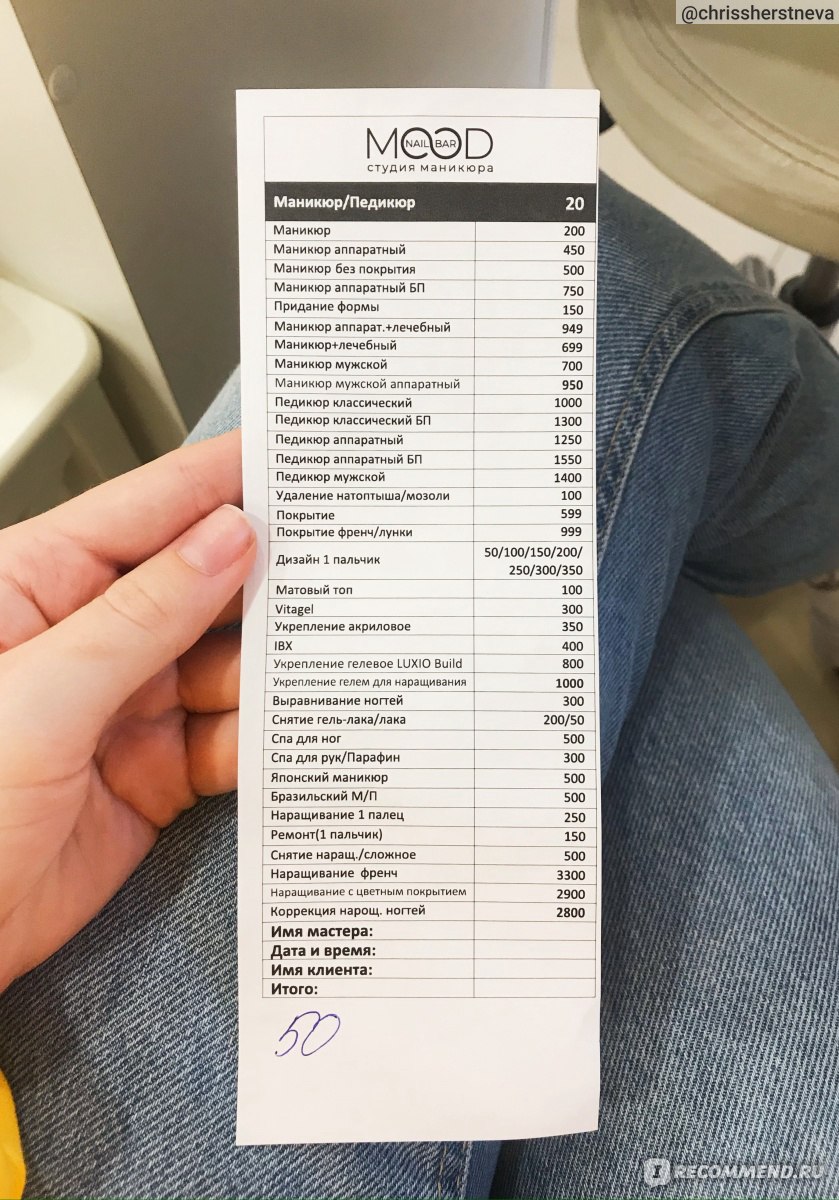 @chrissherstneva
MOOD
NAIL BAR
студия маникюра
Маникюр/Педикюр 20
Маникюр 200
Маникюр аппаратный 450
Маникюр без покрытия 500
Маникюр аппаратный БП 750
Придание формы 150
Маникюр аппарат.+лечебный 949
Маникюр+лечебный 699
Маникюр мужской 700
Маникюр мужской аппаратный 950
Педикюр классический 1000
Педикюр классический БП 1300
Педикюр аппаратный 1250
Педикюр аппаратный БП 1550
Педикюр мужской 1400
Удаление натоптыша/мозоли 100
Покрытие 599
Покрытие френч/лунки 999
Дизайн 1 пальчик 50/100/150/200/
250/300/350
Матовый топ 100
Vitagel 300
Укрепление акриловое 350
IBX 400
Укрепление гелевое LUXIO Build 800
Укрепление гелем для наращивания 1000
Выравнивание ногтей 300
Снятие гель-лака/лака 200/50
Спа для ног 500
Спа для рук/Парафин 300
Японский маникюр 500
Бразильский М/П 500
Наращивание 1 палец 250
Ремонт(1 пальчик) 150
Снятие наращ./сложное 500
Наращивание френч 3300
Наращивание с цветным покрытием 2900
Коррекция нарощ. ногтей 2800
Имя мастера:
Дата и время:
Имя клиента:
Итого:
50
IRECOMMEND.RU